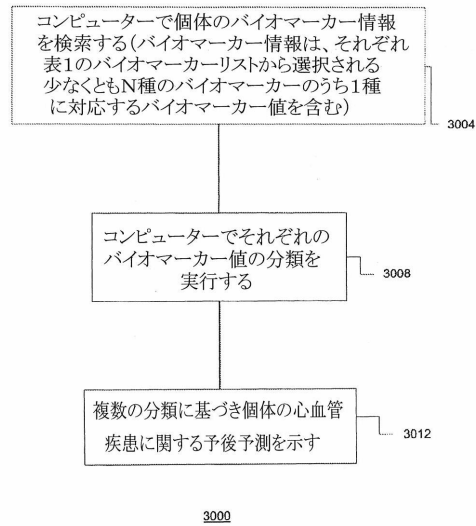 コンピューターで個体のバイオマーカー情報
を検索する(バイオマーカー情報は、それぞれ
表1のバイオマーカーリストから選択される
少なくともN種のバイオマーカーのうち1種
に対応するバイオマーカー値を含む)
3004
コンピューターでそれぞれの
バイオマーカー値の分類を
実行する
3008
複数の分類に基づき個体の心血管
疾患に関する予後予測を示す
3012
3000